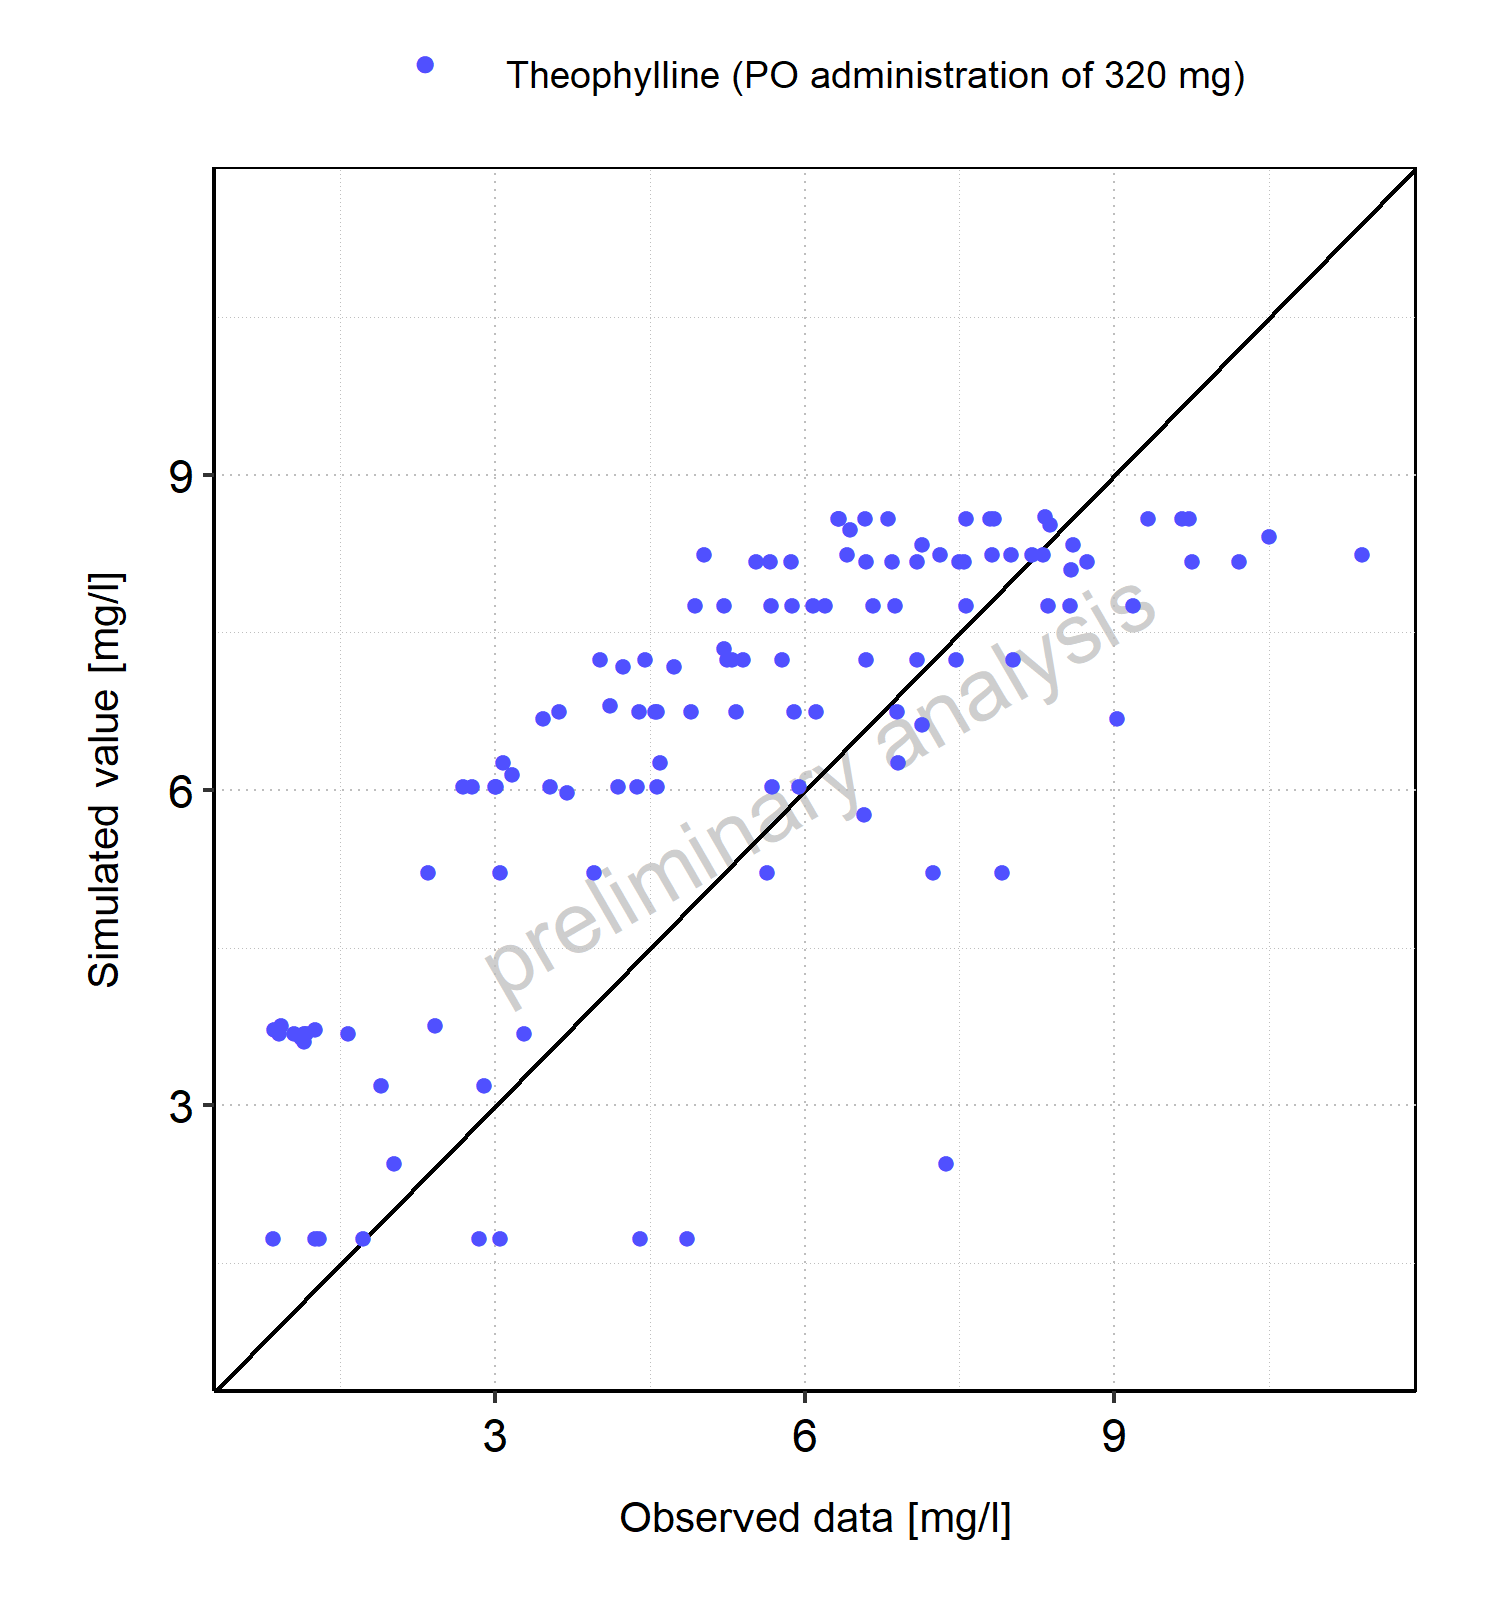 Theophylline (PO administration of 320 mg)
9
6
3
Simulated value [mg/l]
preliminary analysis
3 6 9
Observed data [mg/l]